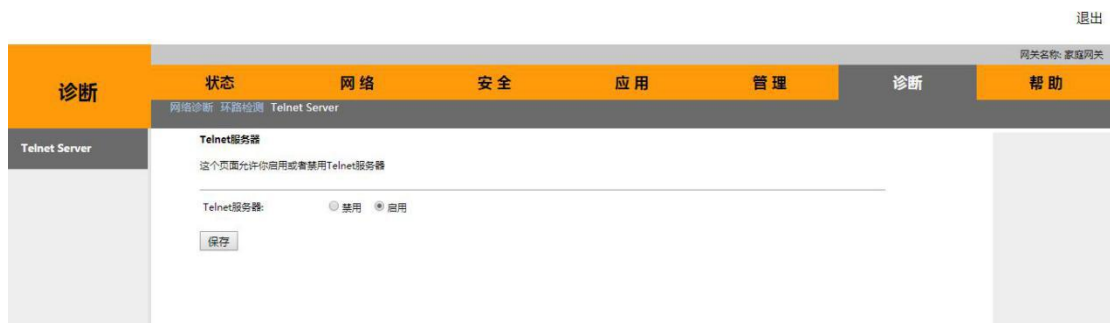 退出
网关名称: 家庭网关
诊断
状态 网络 安全 应用 管理 诊断 帮助
网络诊断 环路检测 Telnet Server
Telnet Server
Telnet服务器
这个页面允许你启用或者禁用Telnet服务器
Telnet服务器: 禁用 启用
保存